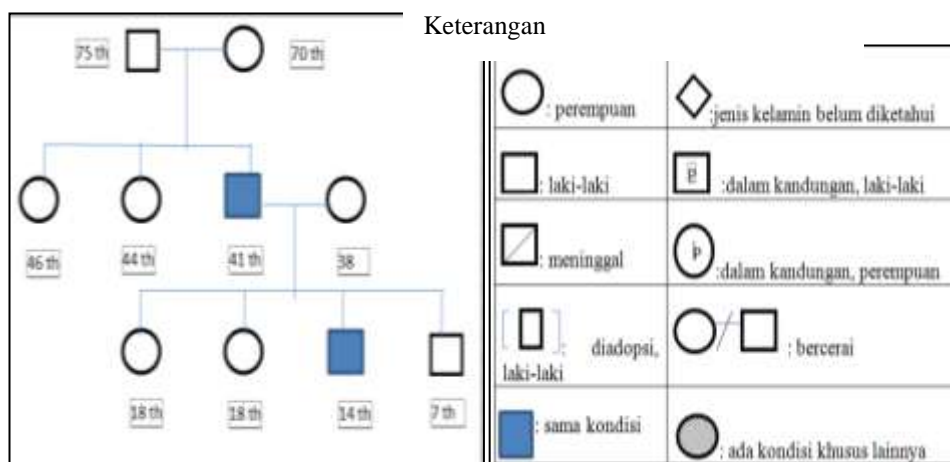 Keterangan
75 th
70 th
46 th
44 th
41 th
38
18 th
18 th
14 th
7 th
: perempuan
:jenis kelamin belum diketahui
: laki-laki
:dalam kandungan, laki-laki
: meninggal
P
:dalam kandungan, perempuan
: diadopsi,
laki-laki
: bercerai
: sama kondisi
: ada kondisi khusus lainnya